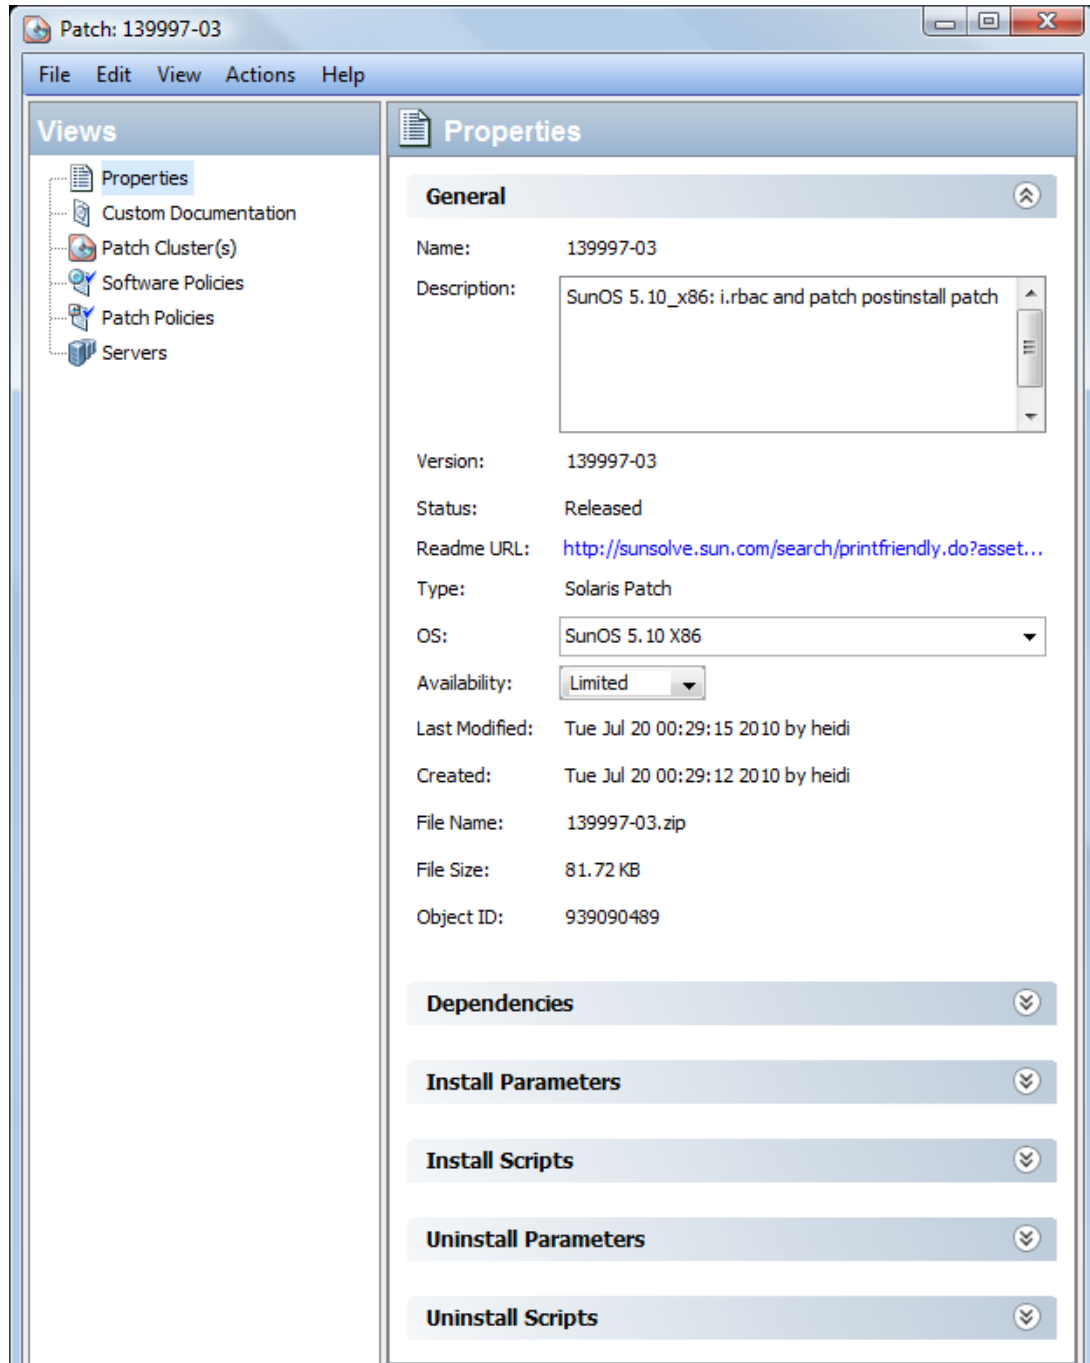 Patch: 139997-03
File Edit View Actions Help
Views
Properties
Custom Documentation
Patch Cluster(s)
Software Policies
Patch Policies
Servers
Properties
General
Name: 139997-03
Description: SunOS 5.10_x86: i.rbac and patch postinstall patch
Version: 139997-03
Status: Released
Readme URL: http://sunsolve.sun.com/search/printfriendly.do?asset...
Type: Solaris Patch
OS: SunOS 5.10 X86
Availability: Limited
Last Modified: Tue Jul 20 00:29:15 2010 by heidi
Created: Tue Jul 20 00:29:12 2010 by heidi
File Name: 139997-03.zip
File Size: 81.72 KB
Object ID: 939090489
Dependencies
Install Parameters
Install Scripts
Uninstall Parameters
Uninstall Scripts